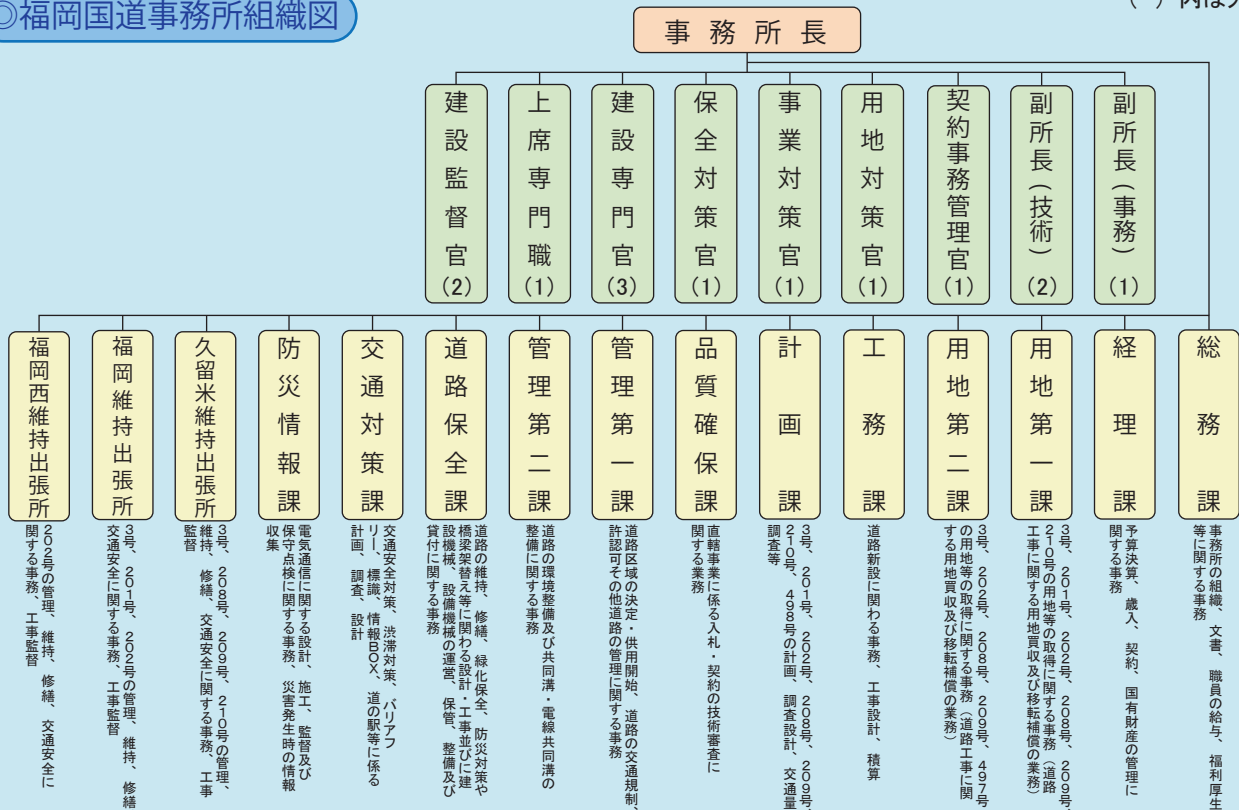 ◎福岡国道事務所組織図
事務所長
副所長(事務)(1)
副所長(技術)(2)
契約事務管理官(1)
用地対策官(1)
事業対策官(1)
保全対策官(1)
建設専門官(3)
上席専門職(1)
建設監督官(2)
総務課
事務所の組織、文書、職員の給与、福利厚生
等に関する事務
経理課
予算決算、歳入、契約、国有財産の管理に
関する事務
用地第一課
3号、201号、202号、208号、209号、
210号の用地等の取得に関する事務（道路
工事に関する用地買収及び移転補償の業務）
用地第二課
3号、202号、208号、209号、497号
の用地等の取得に関する事務（道路工事に関
する用地買収及び移転補償の業務）
工務課
道路新設に関わる事務、工事設計、積算
計画課
3号、201号、202号、208号、209号、
210号、498号の計画、調査設計、交通量
調査等
品質確保課
直轄事業に係る入札・契約の技術審査に
関する業務
管理第一課
道路区域の決定・供用開始、道路の交通規制、
許認可その他道路の管理に関する事務
管理第二課
道路の環境整備及び共同溝・電線共同溝の
整備に関する事務
道路保全課
道路の維持、修繕、緑化保全、防災対策や
橋梁架替え等に関わる設計・工事並びに建
設機械、設備機械の運営、保管、整備及び
貸付に関する事務
交通対策課
交通安全対策、渋滞対策、バリアフ
リー、標識、情報BOX、道の駅等に係る
計画、調査、設計
防災情報課
電気通信に関する設計、施工、監督及び
保守点検に関する事務、災害発生時の情報
収集
久留米維持出張所
3号、208号、209号、210号の管理、
維持、修繕、交通安全に関する事務、工事
監督
福岡維持出張所
3号、201号、202号の管理、維持、修繕
交通安全に関する事務、工事監督
福岡西維持出張所
202号の管理、維持、修繕、交通安全に
関する事務、工事監督